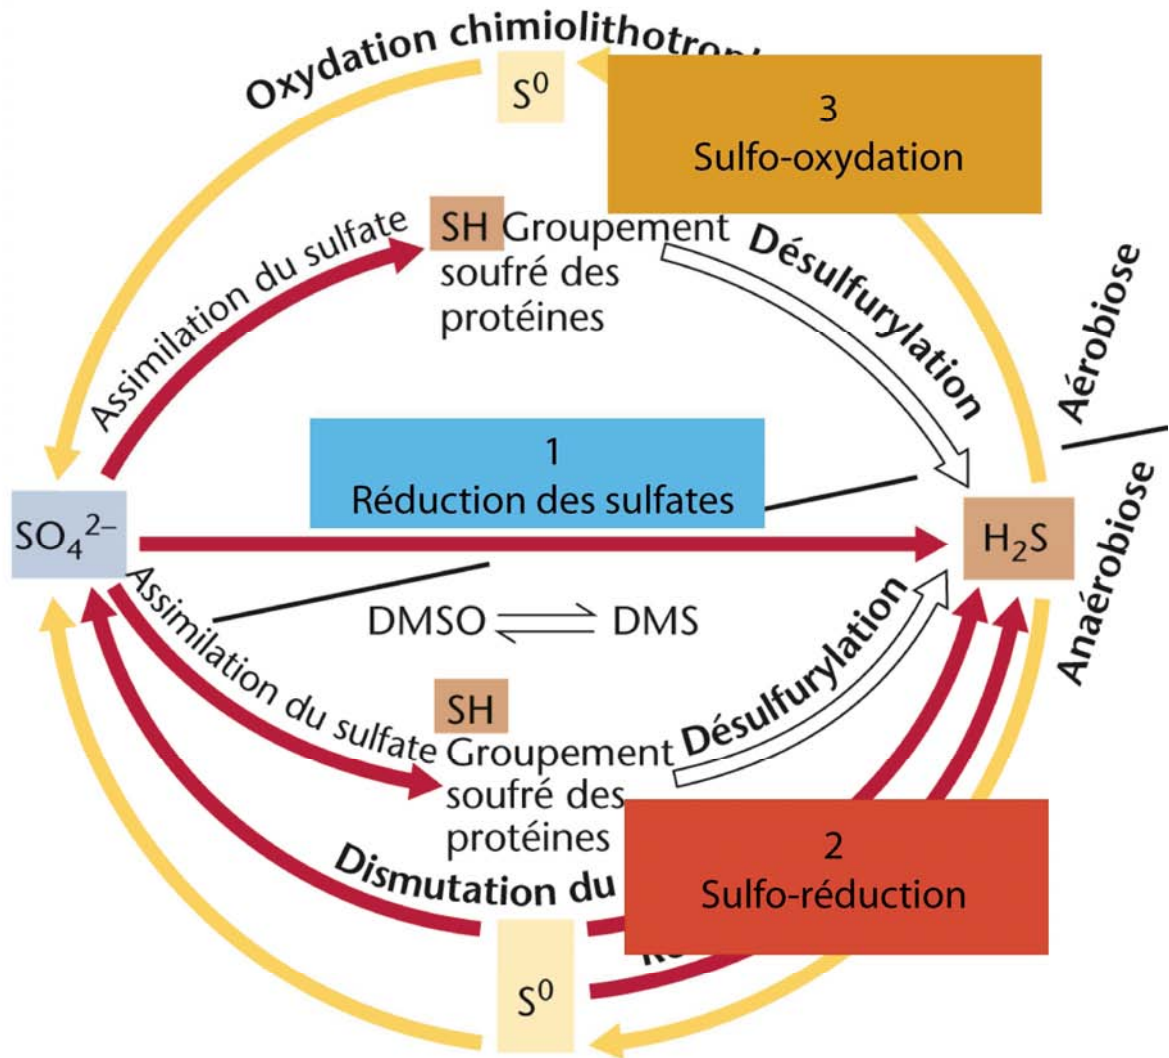 Oxydation chimiolithotroph
S⁰
3
Sulfo-oxydation
Assimilation du sulfate
SH Groupement
soufré des
protéines
Désulfurylation
Aérobiose
1
Réduction des sulfates
SO₄²⁻
H₂S
Anaérobiose
Assimilation du sulfate
DMSO DMS
SH
Groupement
soufré des
protéines
Désulfurylation
2
Sulfo-réduction
Dismutation du
S⁰